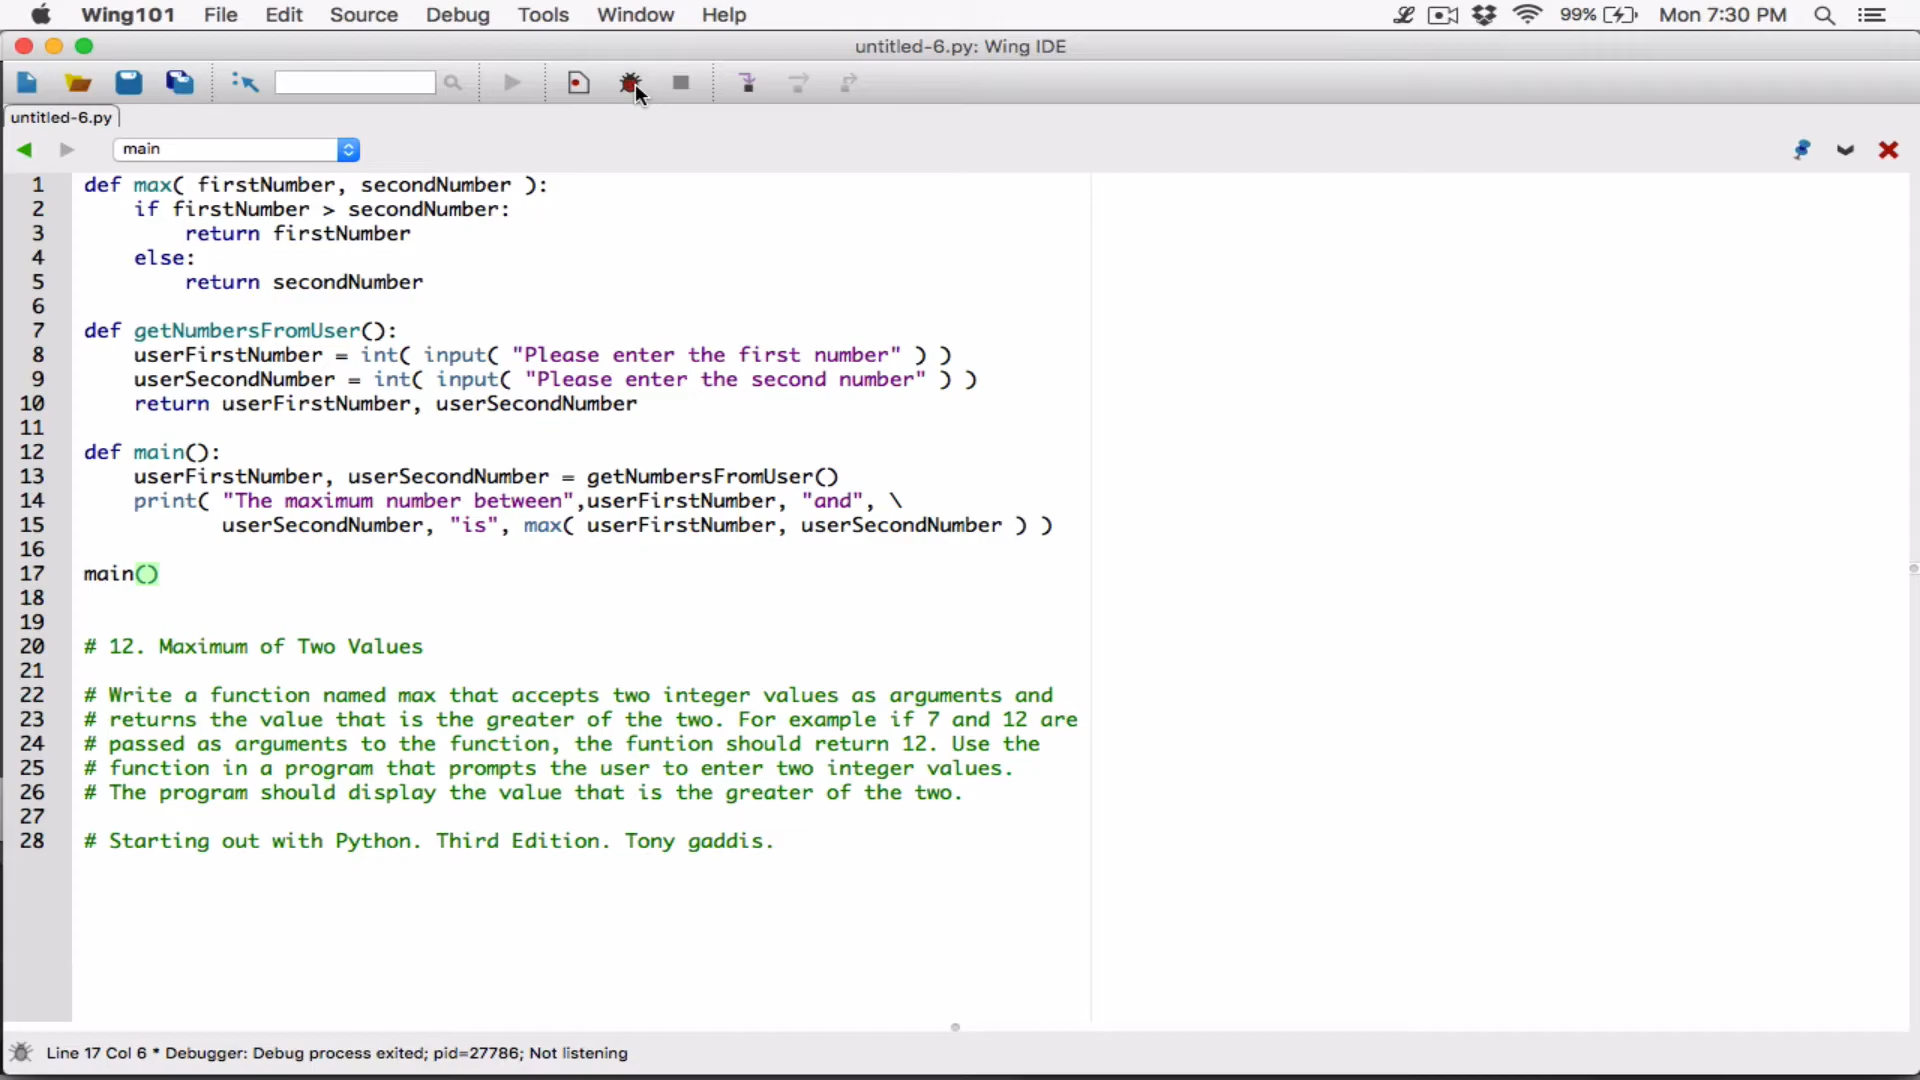 Wing101 File Edit Source Debug Tools Window Help 99% Mon 7:30 PM
untitled-6.py: Wing IDE
untitled-6.py
main
1 def max( firstNumber, secondNumber ):
2     if firstNumber > secondNumber:
3         return firstNumber
4     else:
5         return secondNumber
6
7 def getNumbersFromUser():
8     userFirstNumber = int( input( "Please enter the first number" ) )
9     userSecondNumber = int( input( "Please enter the second number" ) )
10     return userFirstNumber, userSecondNumber
11
12 def main():
13     userFirstNumber, userSecondNumber = getNumbersFromUser()
14     print( "The maximum number between",userFirstNumber, "and", \
15            userSecondNumber, "is", max( userFirstNumber, userSecondNumber ) )
16
17 main()
18
19
20 # 12. Maximum of Two Values
21
22 # Write a function named max that accepts two integer values as arguments and
23 # returns the value that is the greater of the two. For example if 7 and 12 are
24 # passed as arguments to the function, the funtion should return 12. Use the
25 # function in a program that prompts the user to enter two integer values.
26 # The program should display the value that is the greater of the two.
27
28 # Starting out with Python. Third Edition. Tony gaddis.
Line 17 Col 6 * Debugger: Debug process exited; pid=27786; Not listening